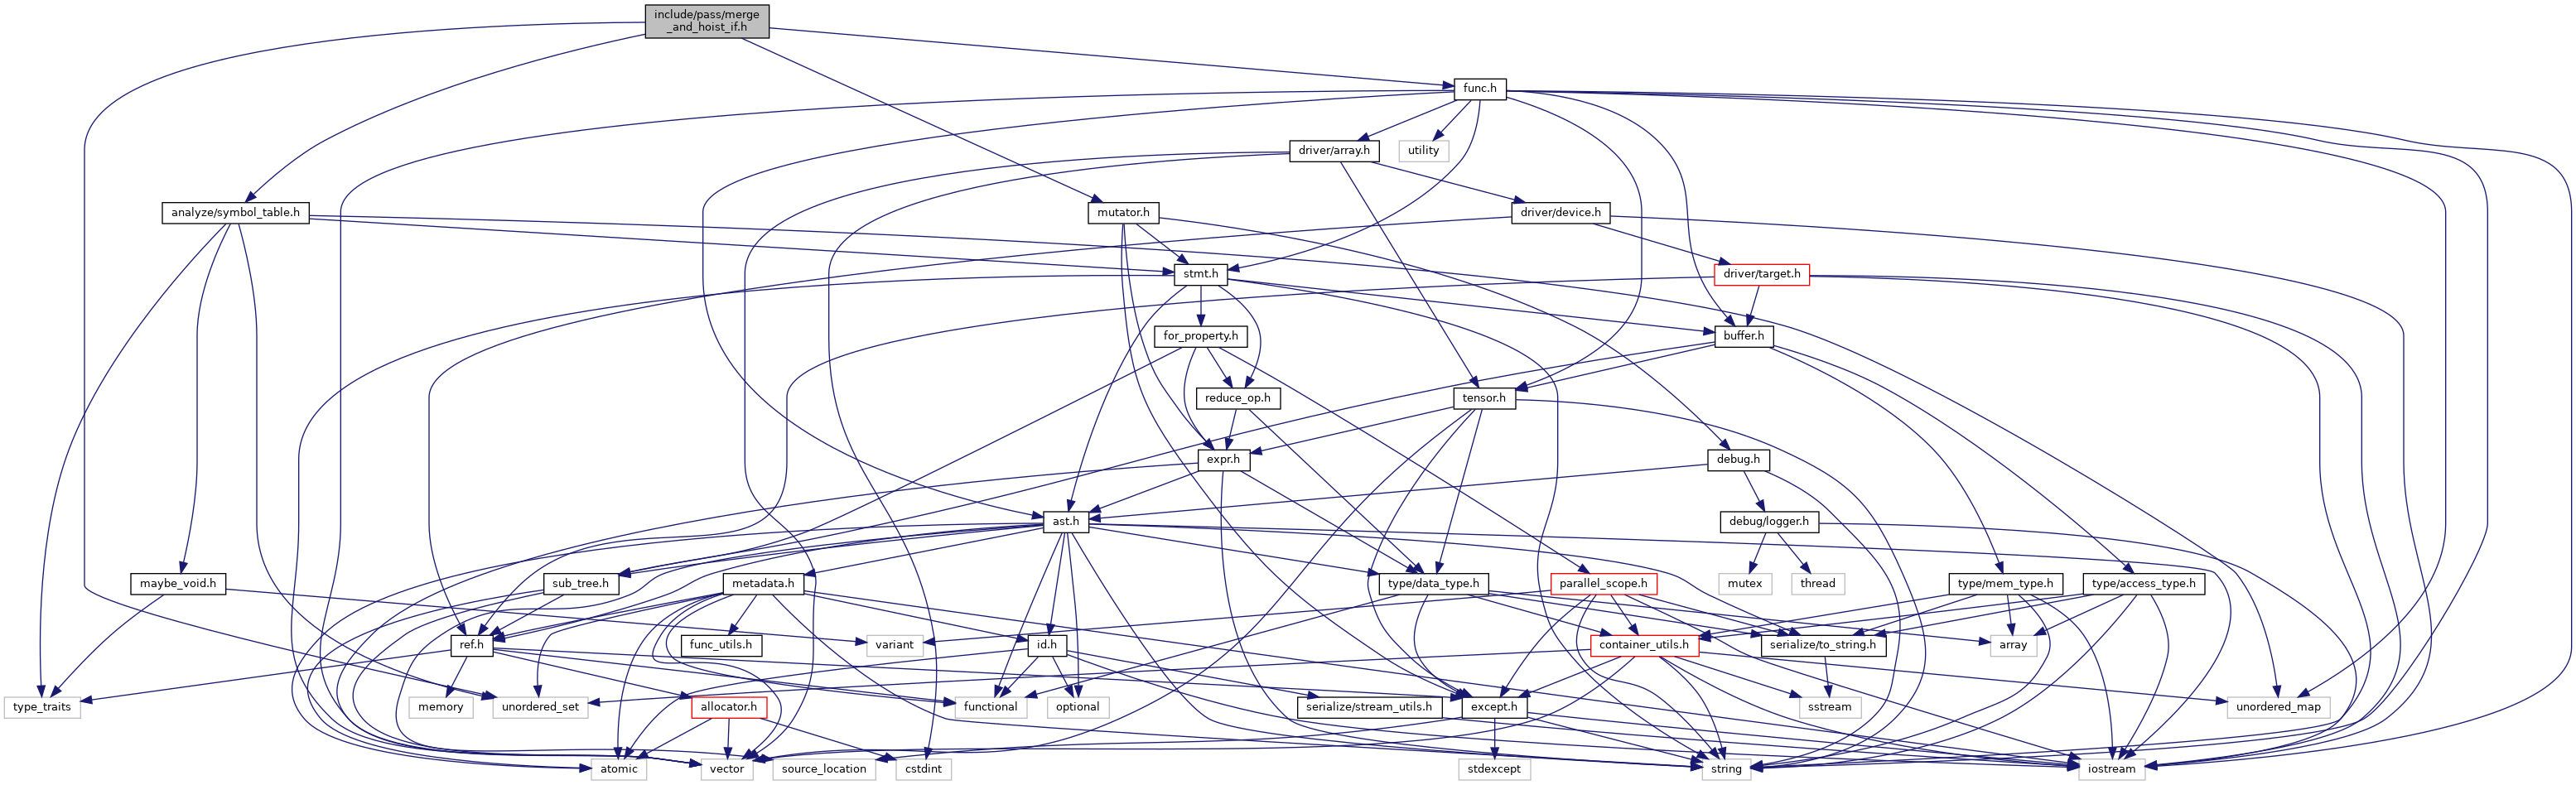 include/pass/merge
_and_hoist_if.h
func.h
driver/array.h
utility
analyze/symbol_table.h
mutator.h
driver/device.h
stmt.h
driver/target.h
for_property.h
buffer.h
reduce_op.h
tensor.h
expr.h
debug.h
ast.h
debug/logger.h
maybe_void.h
sub_tree.h
metadata.h
type/data_type.h
parallel_scope.h
mutex
thread
type/mem_type.h
type/access_type.h
ref.h
func_utils.h
variant
id.h
container_utils.h
serialize/to_string.h
array
type_traits
memory
unordered_set
allocator.h
functional
optional
serialize/stream_utils.h
except.h
sstream
unordered_map
atomic
vector
source_location
cstdint
stdexcept
string
iostream